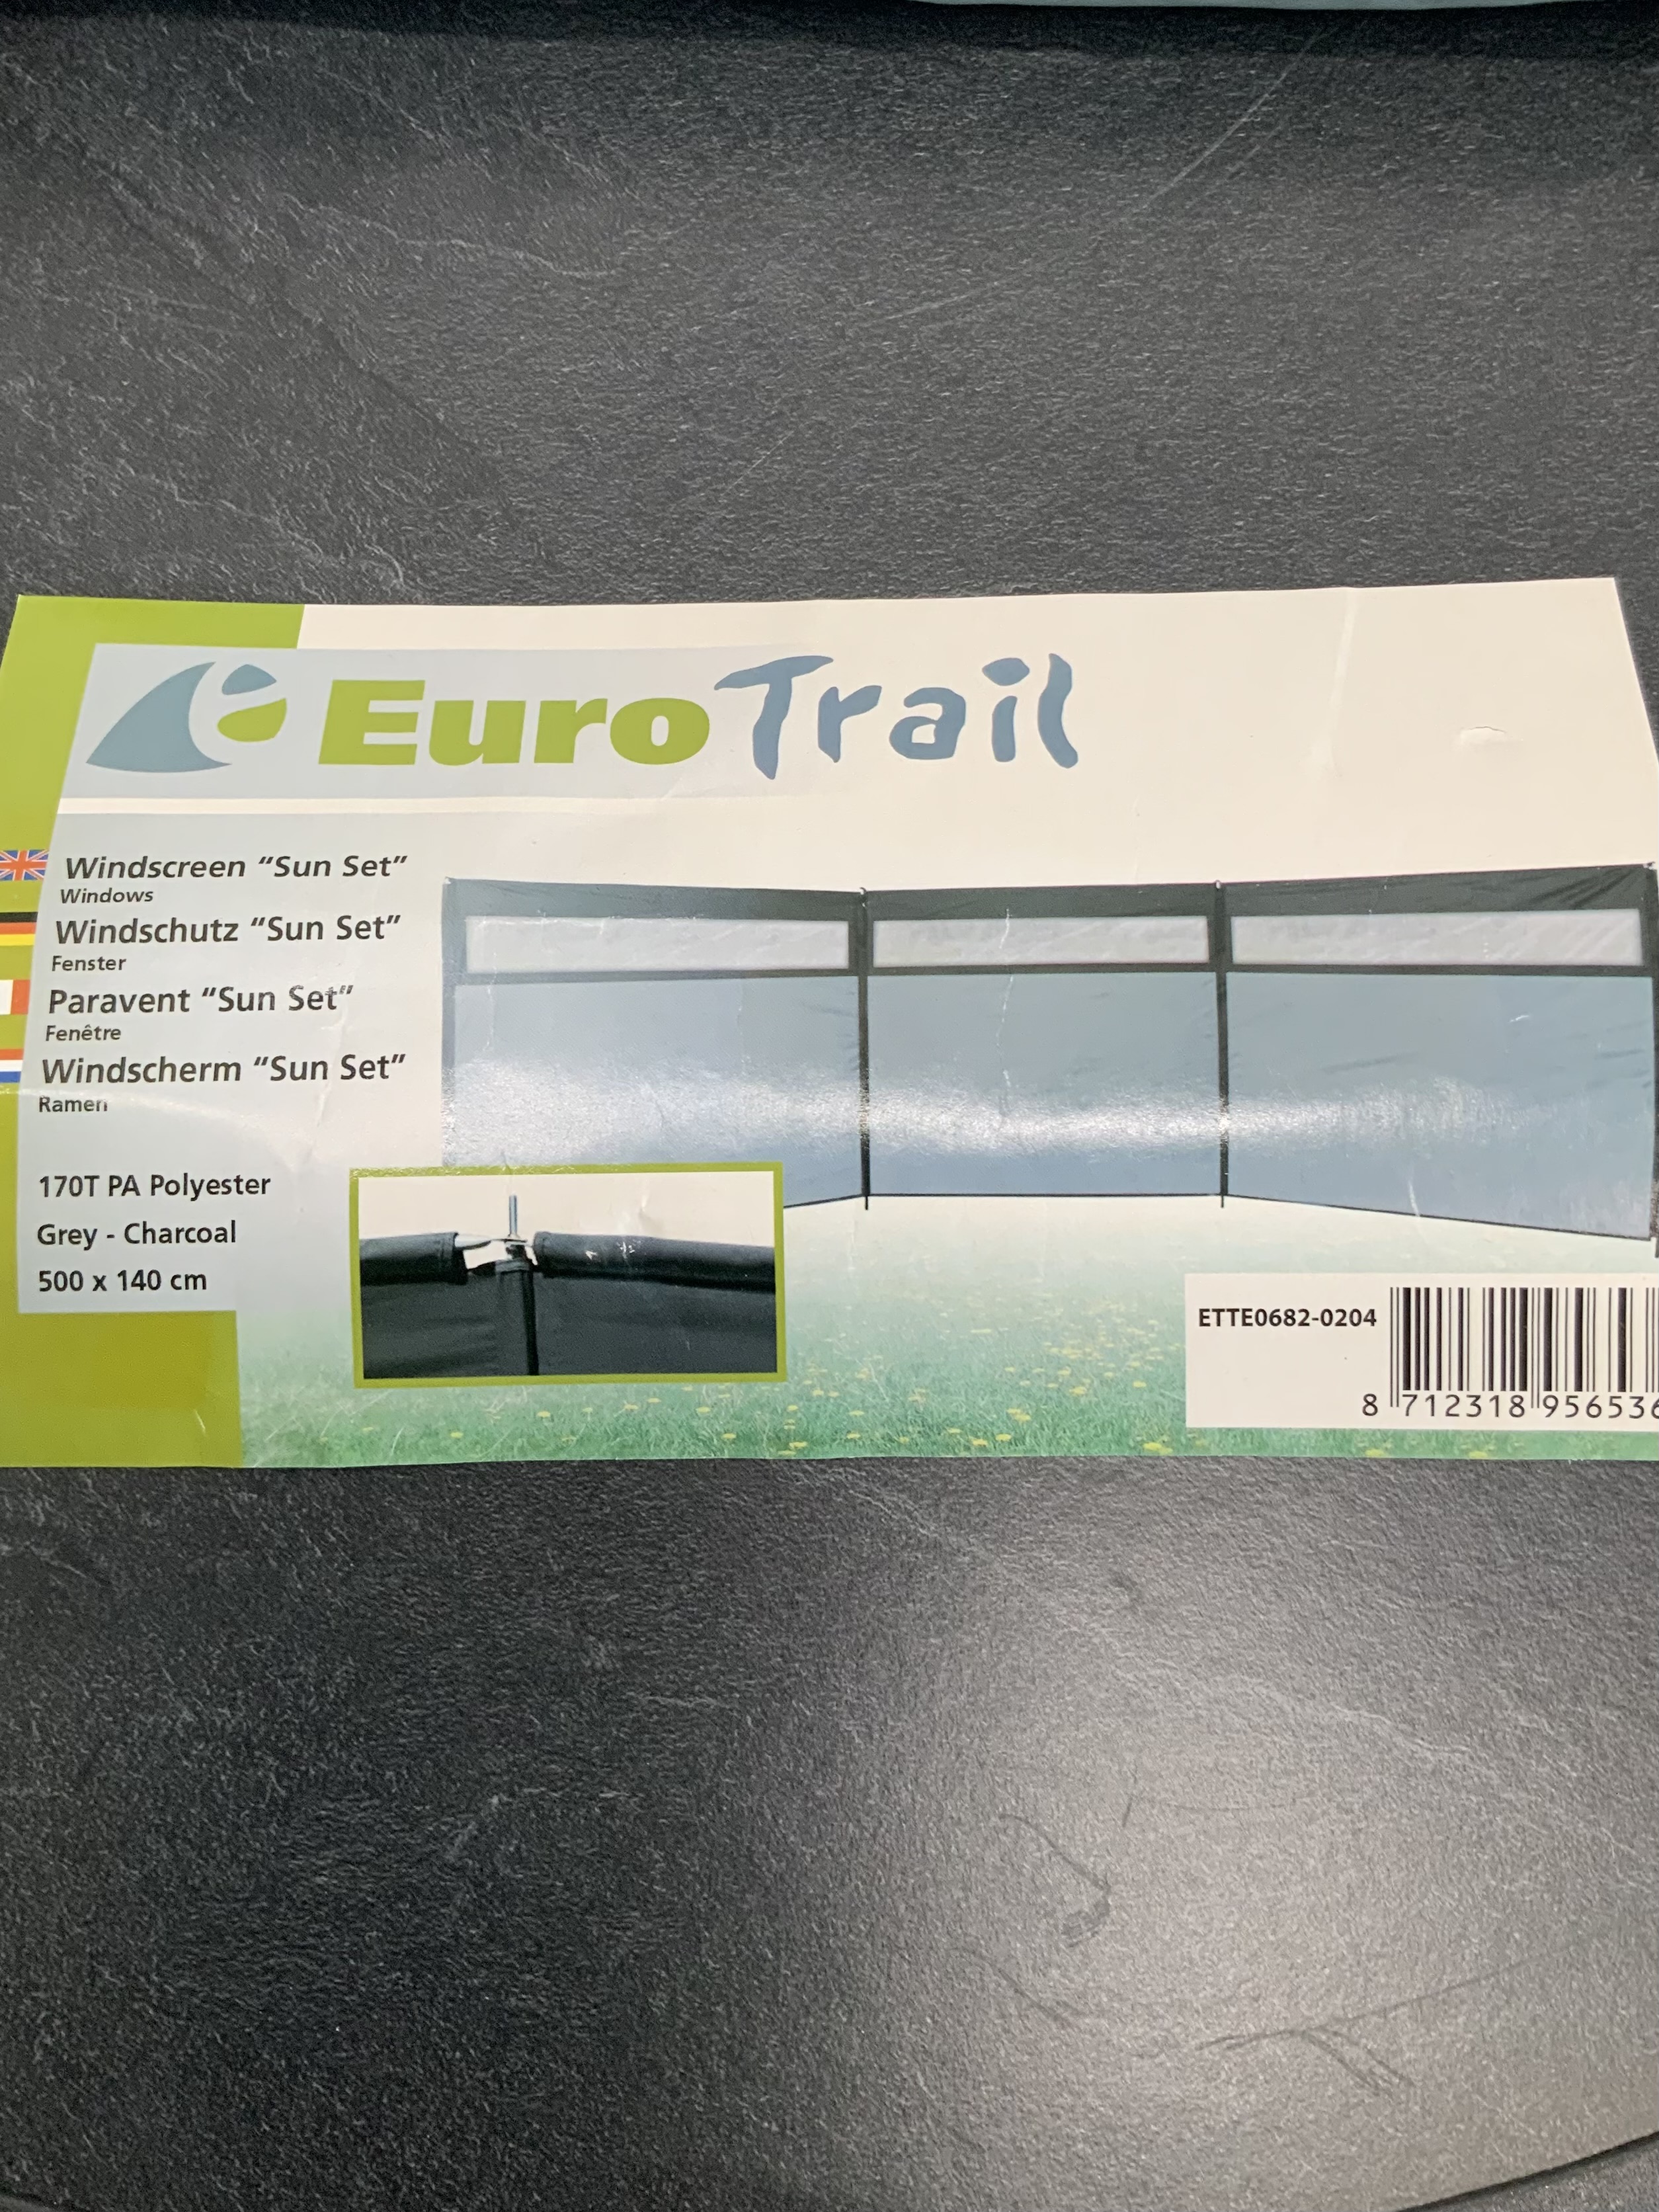 EuroTrail
Windscreen “Sun Set”
Windows
Windschutz “Sun Set”
Fenster
Paravent “Sun Set”
Fenêtre
Windscherm “Sun Set”
Ramen
170T PA Polyester
Grey - Charcoal
500 x 140 cm
ETTE0682-0204
8 712318 956536